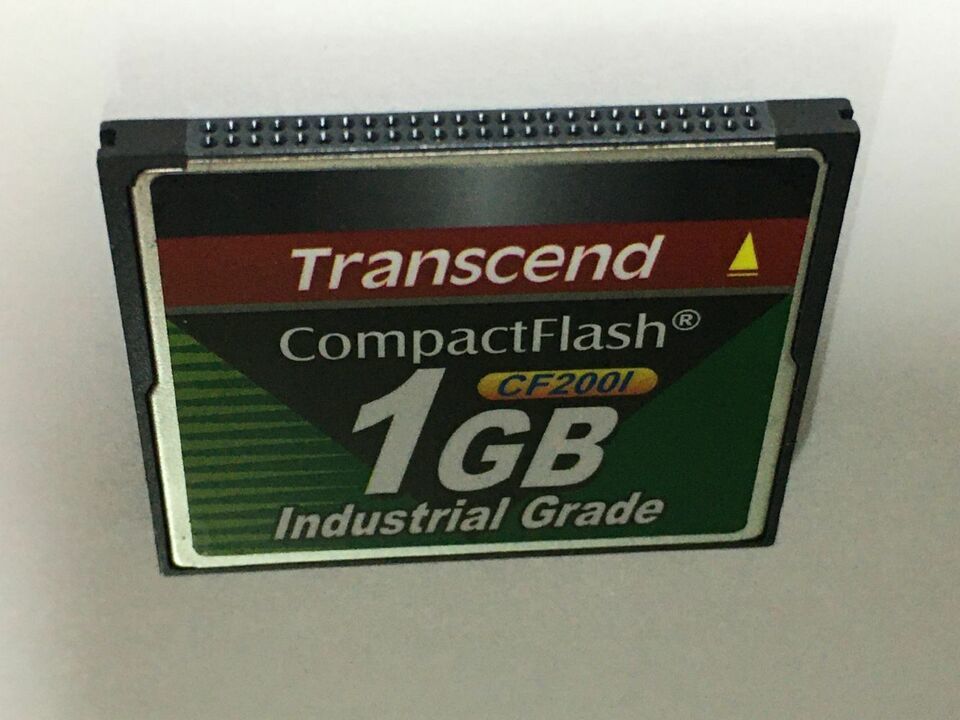 Transcend
CompactFlash®
CF200I
1GB
Industrial Grade